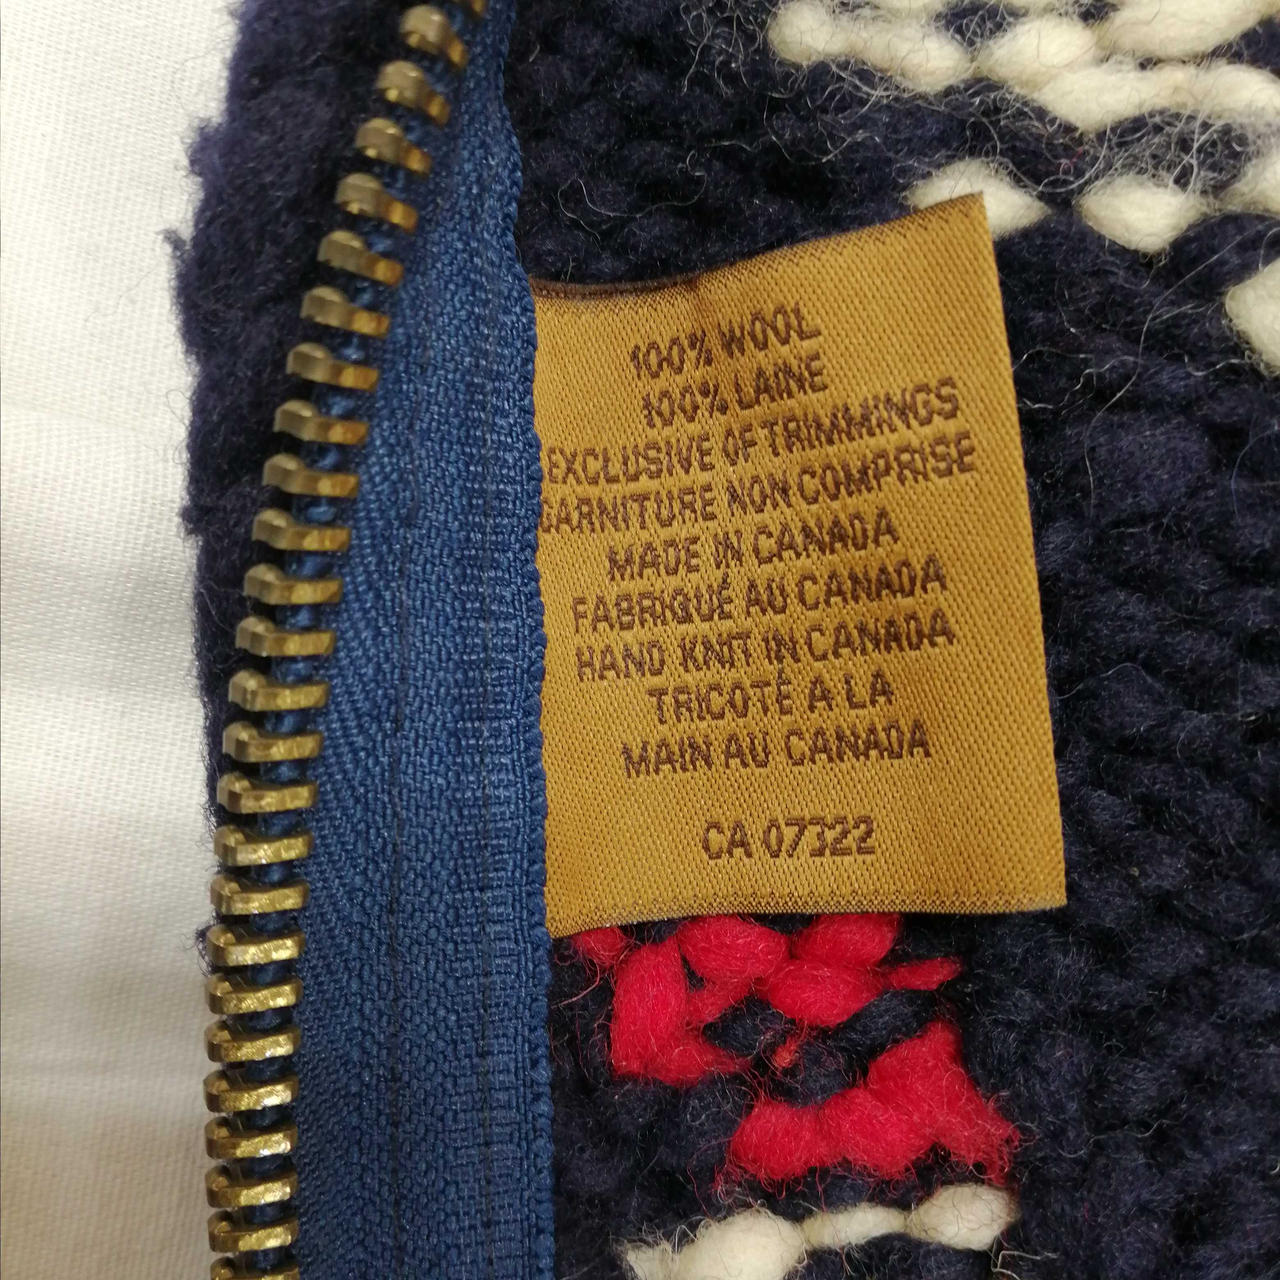 100% WOOL
100% LAINE
EXCLUSIVE OF TRIMMINGS
GARNITURE NON COMPRISE
MADE IN CANADA
FABRIQUÉ AU CANADA
HAND KNIT IN CANADA
TRICOTÉ A LA
MAIN AU CANADA
CA 07322